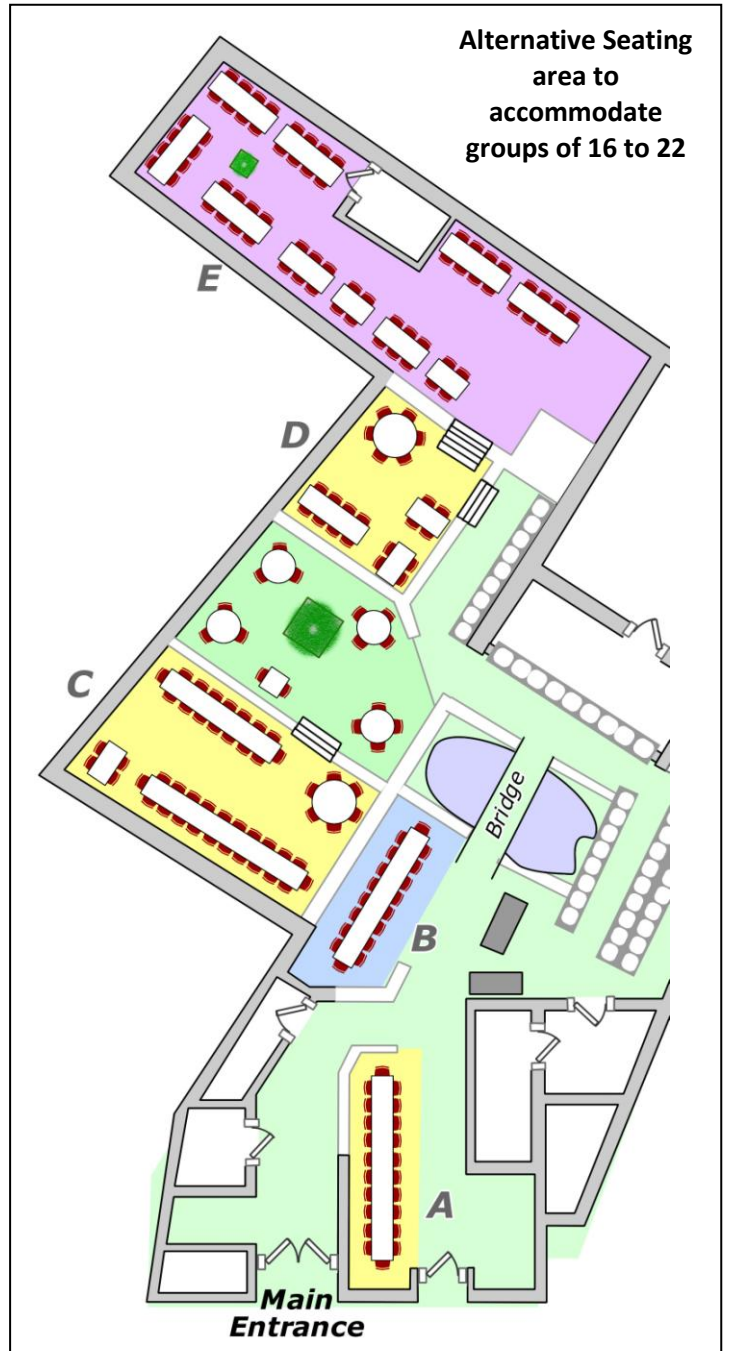 Alternative Seating
area to
accommodate
groups of 16 to 22
E
D
C
Bridge
B
A
Main
Entrance